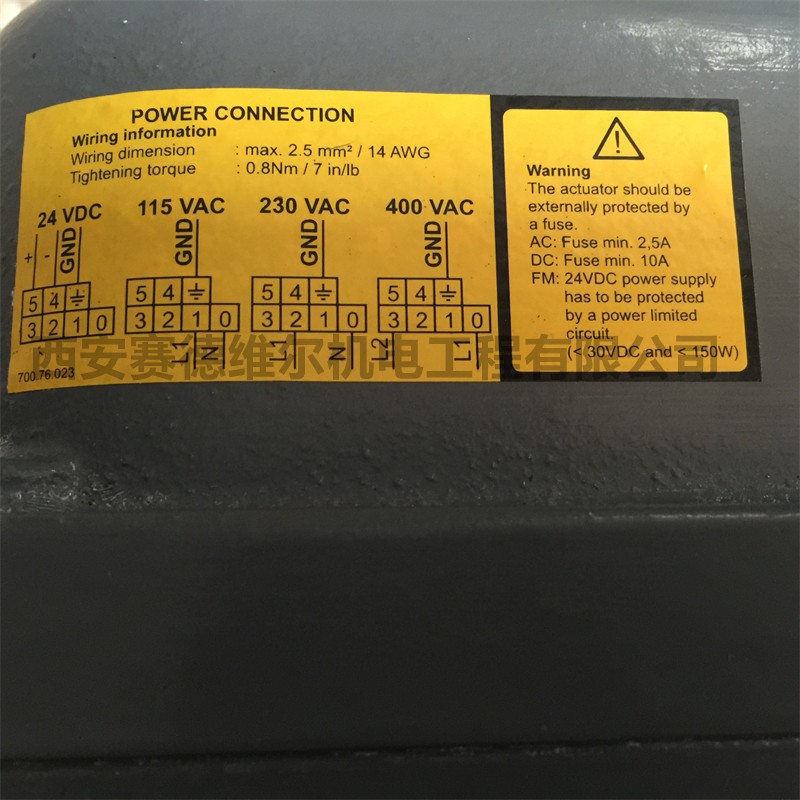 POWER CONNECTION
Wiring information
Wiring dimension : max. 2.5 mm² / 14 AWG
Tightening torque : 0.8Nm / 7 in/lb
24 VDC 115 VAC 230 VAC 400 VAC
+ - GND GND GND GND
5 4 5 4 5 4 5 4
3 2 1 0 3 2 1 0 3 2 1 0 3 2 1 0
L1 N L1 N L2 L1
700.76.023
Warning
The actuator should be
externally protected by
a fuse.
AC: Fuse min. 2,5A
DC: Fuse min. 10A
FM: 24VDC power supply
has to be protected
by a power limited
circuit.
(< 30VDC and < 150W)
西安赛德维尔机电工程有限公司